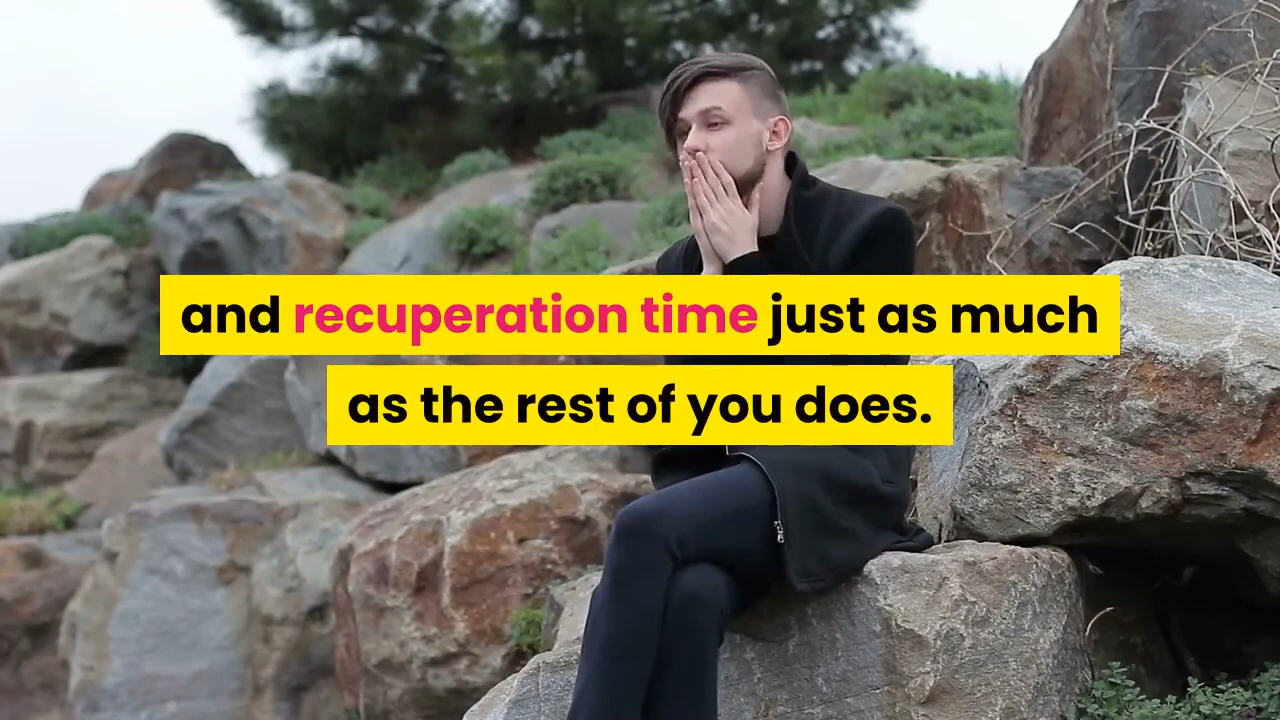 and recuperation time just as much
as the rest of you does.